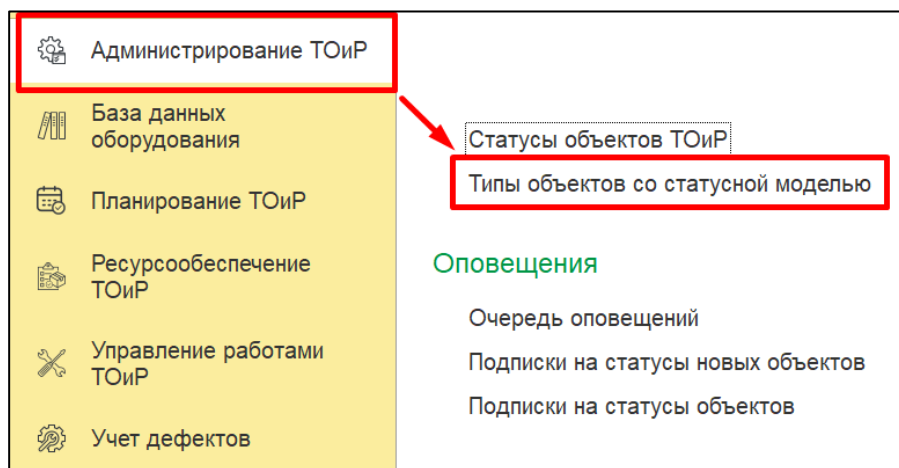 Администрирование ТОиР
База данных
оборудования
Планирование ТОиР
Ресурсообеспечение
ТОиР
Управление работами
ТОиР
Учет дефектов
Статусы объектов ТОиР
Типы объектов со статусной моделью
Оповещения
Очередь оповещений
Подписки на статусы новых объектов
Подписки на статусы объектов